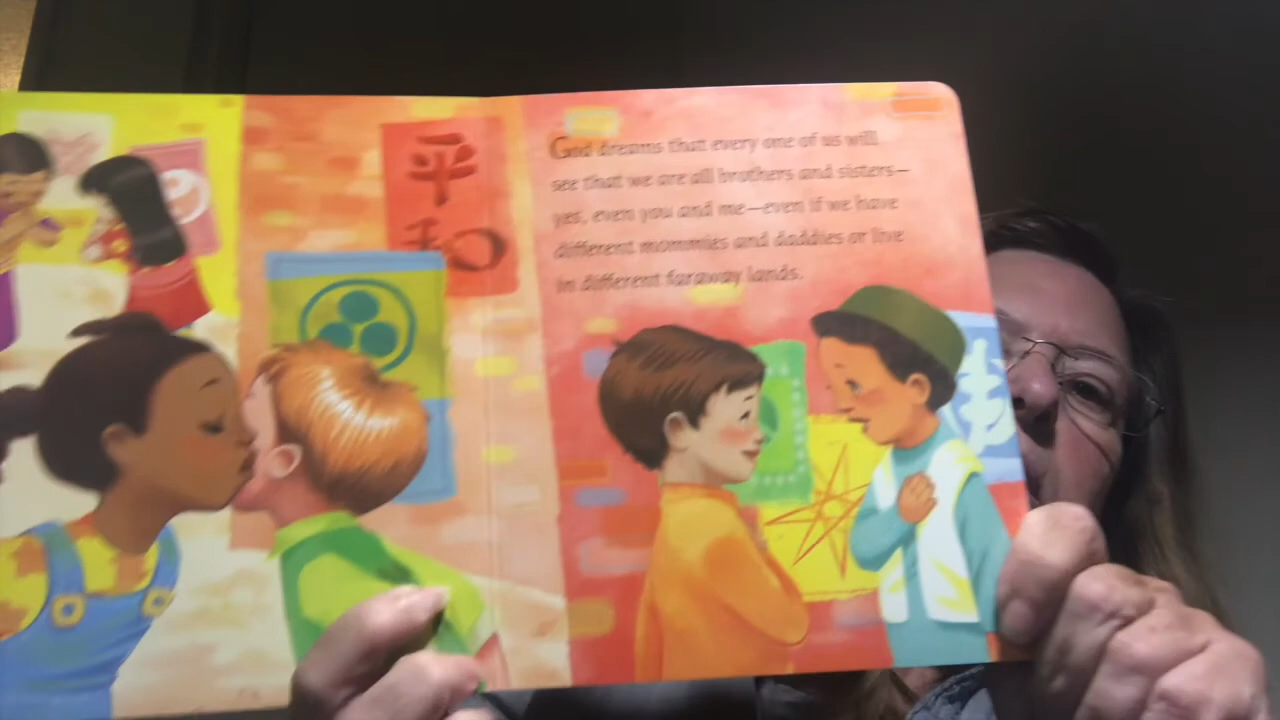 平
和
God dreams that every one of us will
see that we are all brothers and sisters—
yes, even you and me—even if we have
different mommies and daddies or live
in different faraway lands.